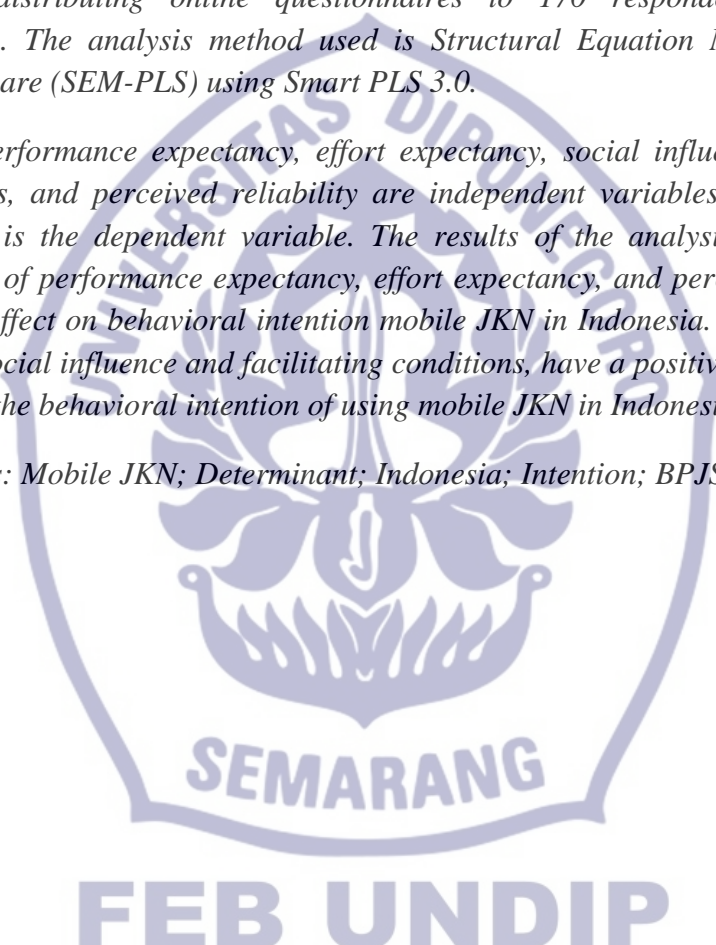 distributing online questionnaires to 170
. The analysis method used is Structural Equation
are (SEM-PLS) using Smart PLS 3.0.
erformance expectancy, effort expectancy, social influ
s, and perceived reliability are independent variables
is the dependent variable. The results of the analysi
of performance expectancy, effort expectancy, and per
ffect on behavioral intention mobile JKN in Indonesia.
ocial influence and facilitating conditions, have a positiv
the behavioral intention of using mobile JKN in Indonesi
: Mobile JKN; Determinant; Indonesia; Intention; BPJS
UNIVERSITAS DIPONEGORO
SEMARANG
FEB UNDIP